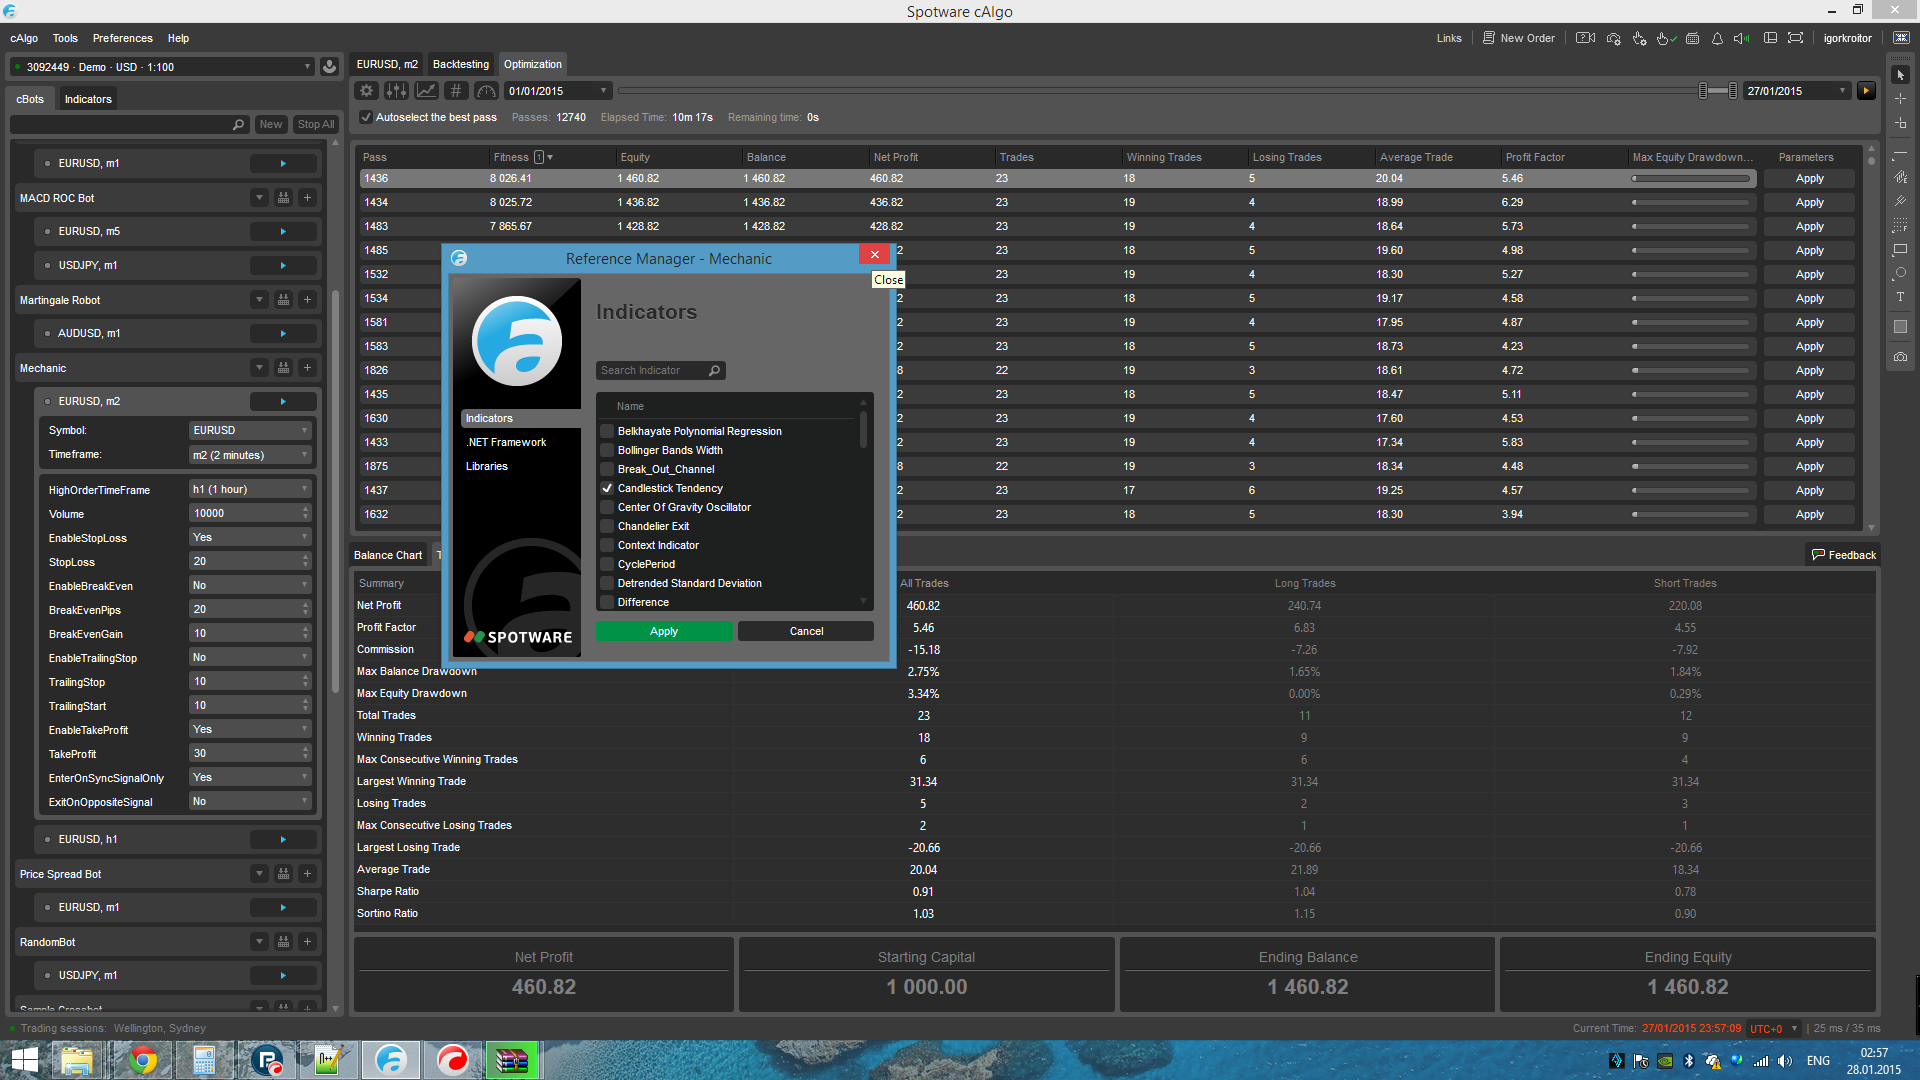 Spotware cAlgo
cAlgo Tools Preferences Help
Links New Order igorkroitor
3092449 · Demo · USD · 1:100
EURUSD, m2 Backtesting Optimization
01/01/2015 27/01/2015
cBots Indicators
New Stop All
Autoselect the best pass Passes: 12740 Elapsed Time: 10m 17s Remaining time: 0s
EURUSD, m1
MACD ROC Bot
EURUSD, m5
USDJPY, m1
Martingale Robot
AUDUSD, m1
Mechanic
EURUSD, m2
Symbol: EURUSD
Timeframe: m2 (2 minutes)
HighOrderTimeFrame h1 (1 hour)
Volume 10000
EnableStopLoss Yes
StopLoss 20
EnableBreakEven No
BreakEvenPips 20
BreakEvenGain 10
EnableTrailingStop No
TrailingStop 10
TrailingStart 10
EnableTakeProfit Yes
TakeProfit 30
EnterOnSyncSignalOnly Yes
ExitOnOppositeSignal No
EURUSD, h1
Price Spread Bot
EURUSD, m1
RandomBot
USDJPY, m1
Pass Fitness 1 Equity Balance Net Profit Trades Winning Trades Losing Trades Average Trade Profit Factor Max Equity Drawdown... Parameters
1436 8 026.41 1 460.82 1 460.82 460.82 23 18 5 20.04 5.46 Apply
1434 8 025.72 1 436.82 1 436.82 436.82 23 19 4 18.99 6.29 Apply
1483 7 865.67 1 428.82 1 428.82 428.82 23 19 4 18.64 5.73 Apply
1485 2 23 18 5 19.60 4.98 Apply
1532 2 23 19 4 18.30 5.27 Apply
1534 2 23 18 5 19.17 4.58 Apply
1581 2 23 19 4 17.95 4.87 Apply
1583 2 23 18 5 18.73 4.23 Apply
1826 8 22 19 3 18.61 4.72 Apply
1435 2 23 18 5 18.47 5.11 Apply
1630 2 23 19 4 17.60 4.53 Apply
1433 2 23 19 4 17.34 5.83 Apply
1875 8 22 19 3 18.34 4.48 Apply
1437 2 23 17 6 19.25 4.57 Apply
1632 2 23 18 5 18.30 3.94 Apply
Reference Manager - Mechanic
Close
Indicators
.NET Framework
Libraries
SPOTWARE
Indicators
Search Indicator
Name
Belkhayate Polynomial Regression
Bollinger Bands Width
Break_Out_Channel
Candlestick Tendency
Center Of Gravity Oscillator
Chandelier Exit
Context Indicator
CyclePeriod
Detrended Standard Deviation
Difference
Apply Cancel
Balance Chart T
Feedback
Summary All Trades Long Trades Short Trades
Net Profit 460.82 240.74 220.08
Profit Factor 5.46 6.83 4.55
Commission -15.18 -7.26 -7.92
Max Balance Drawdown 2.75% 1.65% 1.84%
Max Equity Drawdown 3.34% 0.00% 0.29%
Total Trades 23 11 12
Winning Trades 18 9 9
Max Consecutive Winning Trades 6 6 4
Largest Winning Trade 31.34 31.34 31.34
Losing Trades 5 2 3
Max Consecutive Losing Trades 2 1 1
Largest Losing Trade -20.66 -20.66 -20.66
Average Trade 20.04 21.89 18.34
Sharpe Ratio 0.91 1.04 0.78
Sortino Ratio 1.03 1.15 0.90
Net Profit Starting Capital Ending Balance Ending Equity
460.82 1 000.00 1 460.82 1 460.82
Trading sessions: Wellington, Sydney
Current Time: 27/01/2015 23:57:09 UTC+0 25 ms / 35 ms
ENG 02:57
28.01.2015